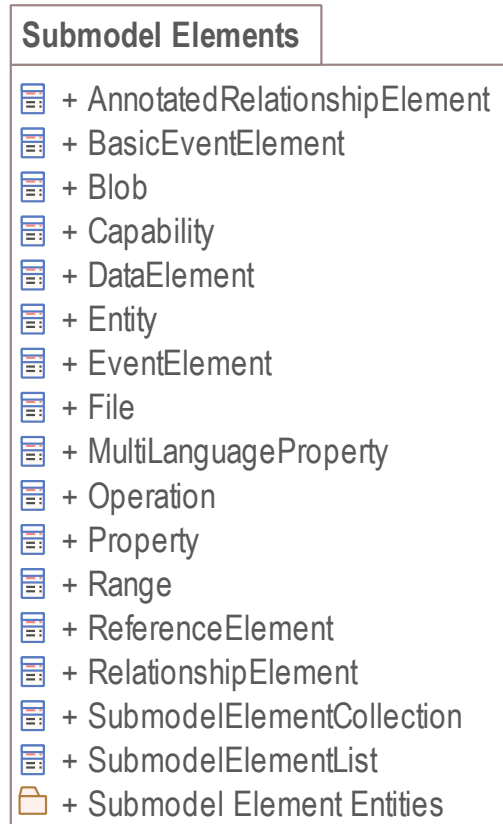 Submodel Elements
+ AnnotatedRelationshipElement
+ BasicEventElement
+ Blob
+ Capability
+ DataElement
+ Entity
+ EventElement
+ File
+ MultiLanguageProperty
+ Operation
+ Property
+ Range
+ ReferenceElement
+ RelationshipElement
+ SubmodelElementCollection
+ SubmodelElementList
+ Submodel Element Entities